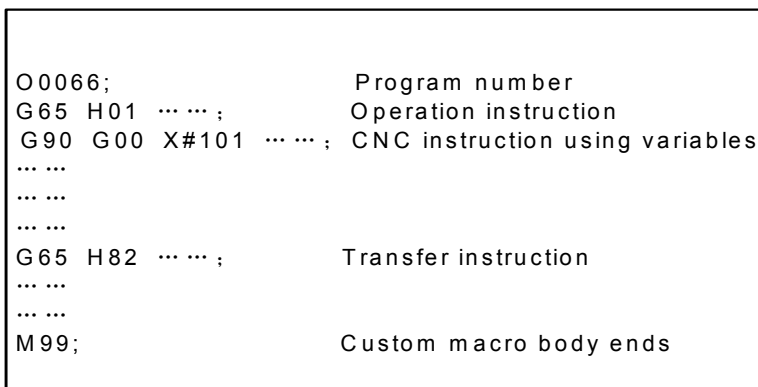 O0066; Program number
G65 H01 ……; Operation instruction
G90 G00 X#101 ……; CNC instruction using variables
……
……
……
G65 H82 ……; Transfer instruction
……
……
M99; Custom macro body ends